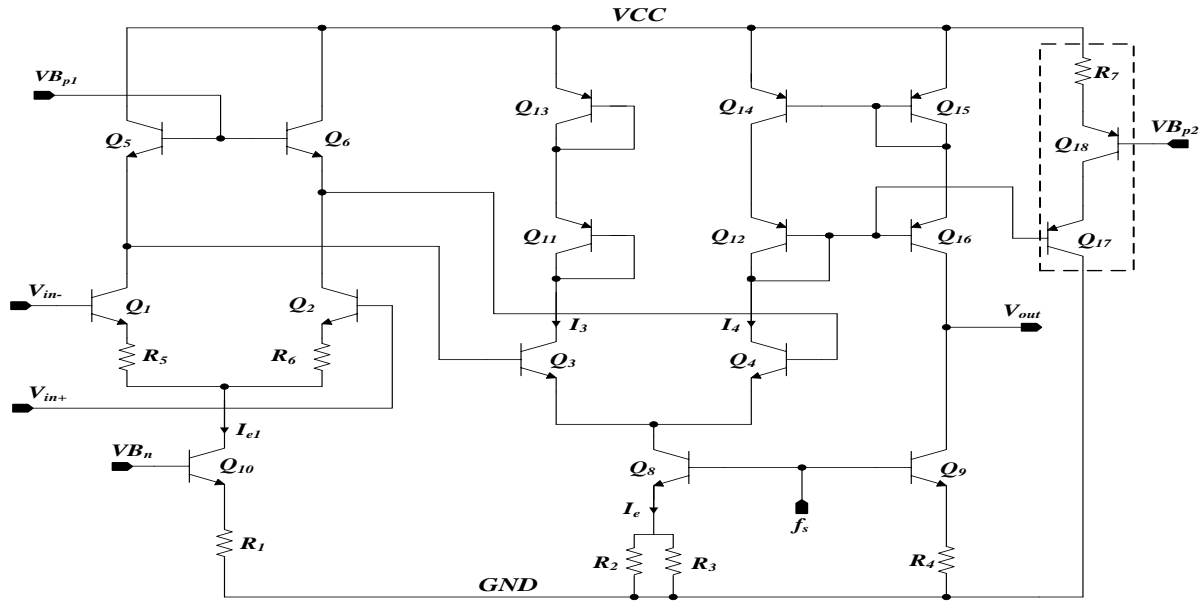 VCC
VBp1
Q5
Q6
Q13
Q14
Q15
R7
VBp2
Q18
Q11
Q12
Q16
Q17
Vin-
Q1
Q2
I3
I4
Vout
R5
R6
Q3
Q4
Vin+
Ie1
VBn
Q10
Q8
Q9
Ie
fs
R1
R2
R3
R4
GND